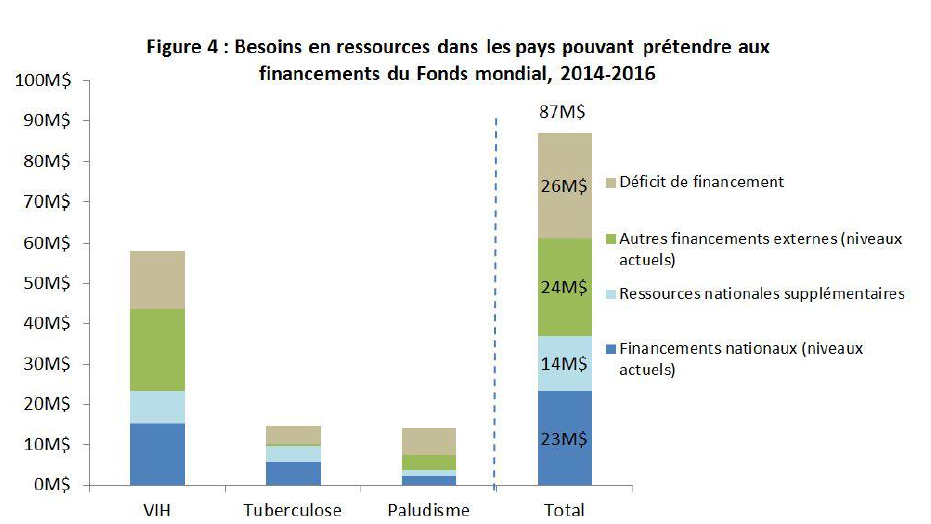 Figure 4 : Besoins en ressources dans les pays pouvant prétendre aux
financements du Fonds mondial, 2014-2016
100M$
90M$
80M$
70M$
60M$
50M$
40M$
30M$
20M$
10M$
0M$
87M$
26M$
24M$
14M$
23M$
VIH
Tuberculose
Paludisme
Total
Déficit de financement
Autres financements externes (niveaux
actuels)
Ressources nationales supplémentaires
Financements nationaux (niveaux
actuels)